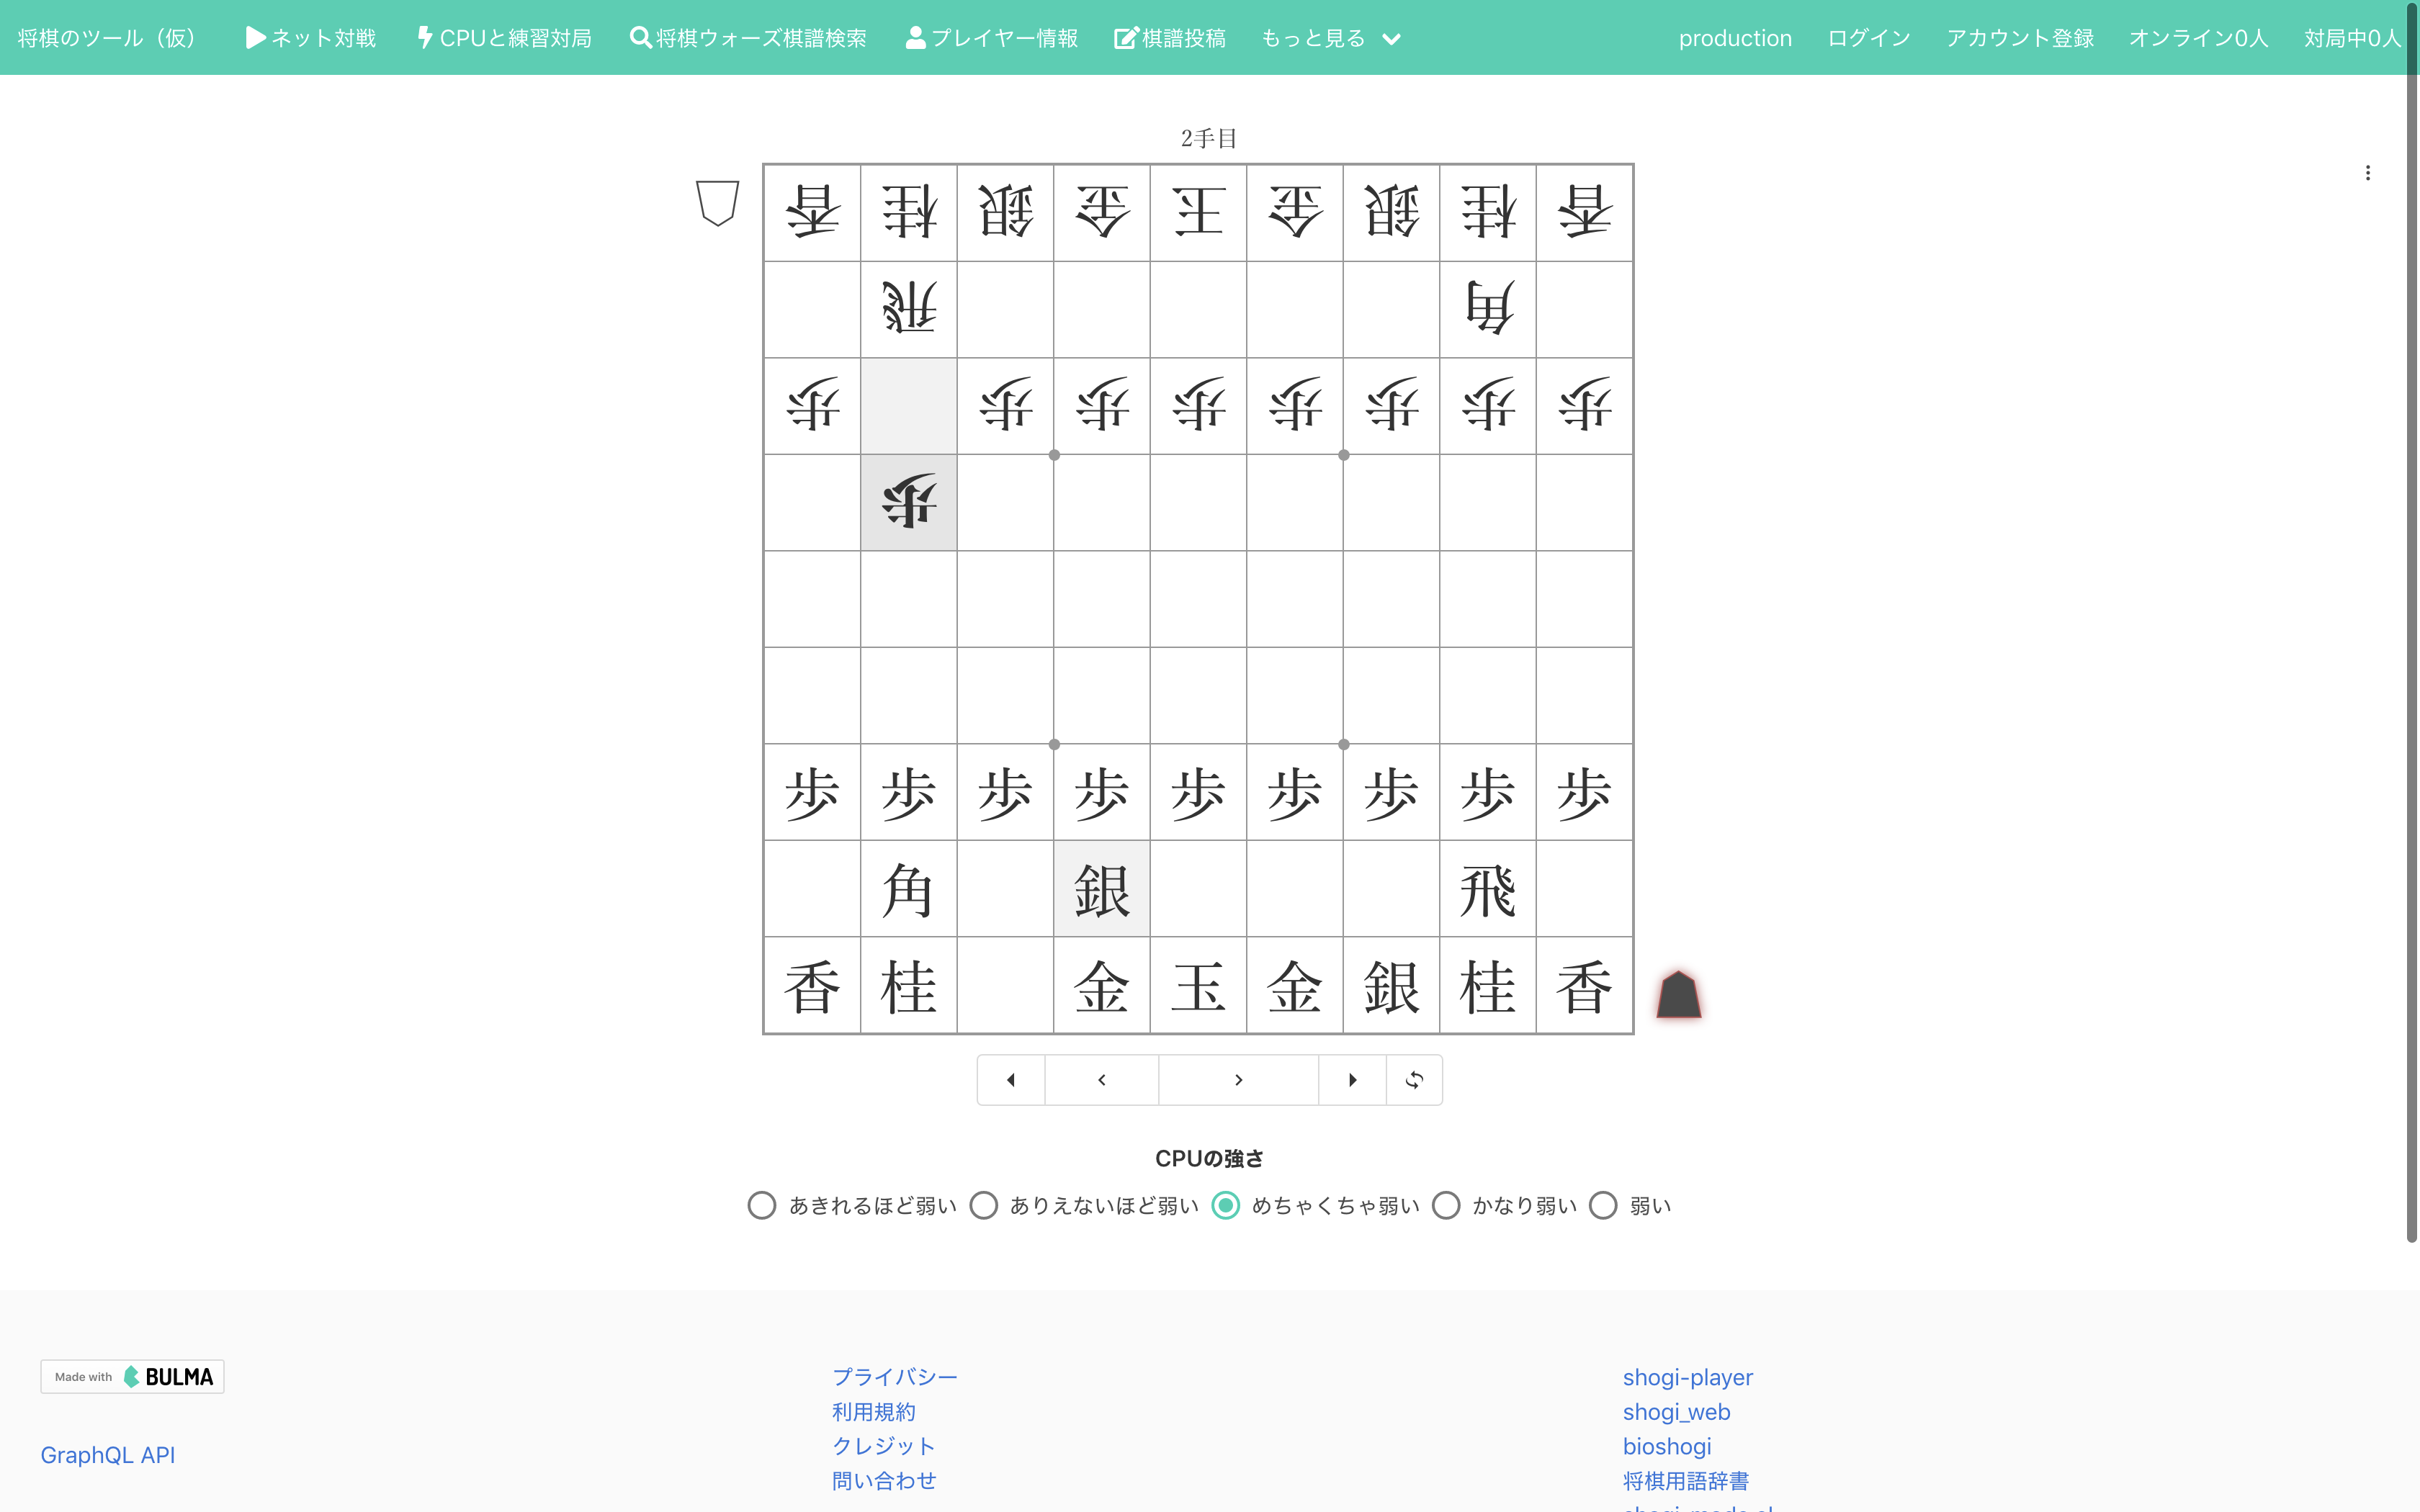 将棋のツール（仮） ネット対戦 CPUと練習対局 将棋ウォーズ棋譜検索 プレイヤー情報 棋譜投稿 もっと見る production ログイン アカウント登録 オンライン0人 対局中0人
2手目
香 桂 銀 金 王 金 銀 桂 香
飛 角
歩 歩 歩 歩 歩 歩 歩 歩
歩
歩 歩 歩 歩 歩 歩 歩 歩 歩
角 銀 飛
香 桂 金 玉 金 銀 桂 香
CPUの強さ
あきれるほど弱い ありえないほど弱い めちゃくちゃ弱い かなり弱い 弱い
Made with BULMA
GraphQL API
プライバシー
利用規約
クレジット
問い合わせ
shogi-player
shogi_web
bioshogi
将棋用語辞書